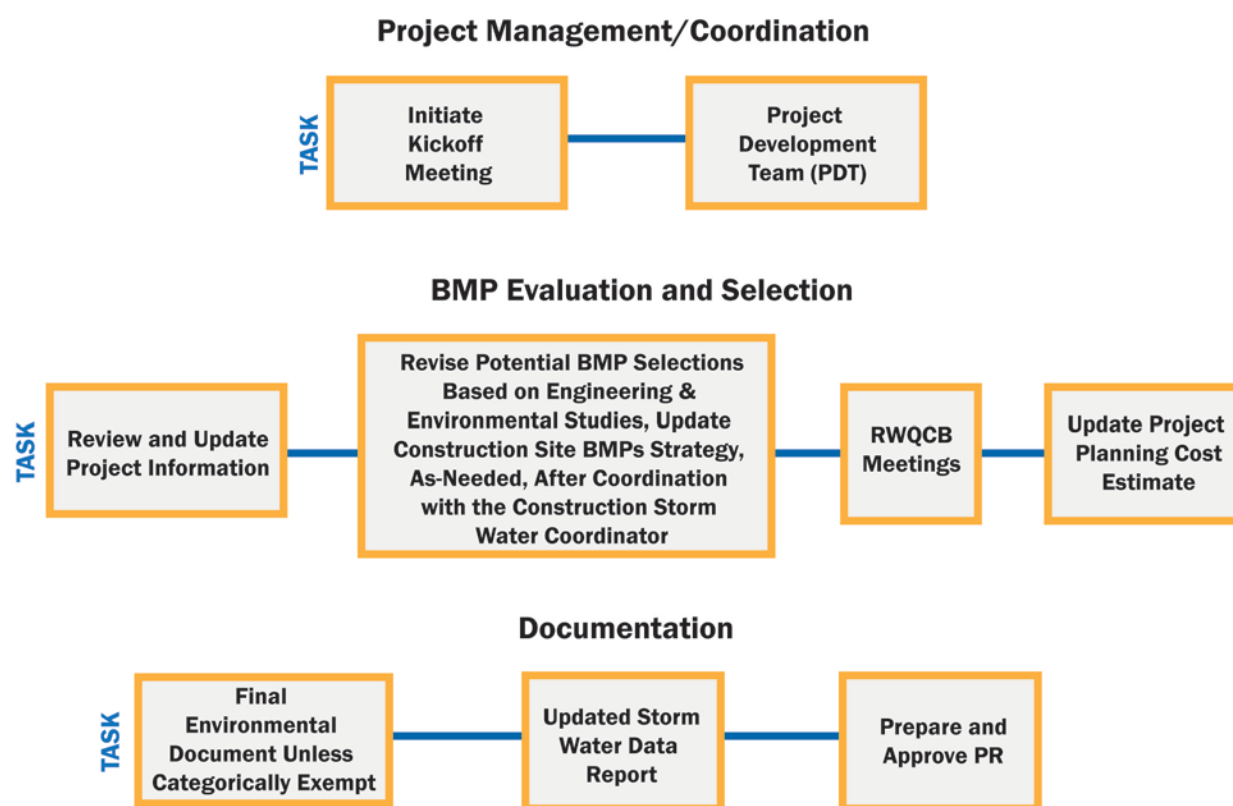 Project Management/Coordination
TASK
Initiate
Kickoff
Meeting
Project
Development
Team (PDT)
BMP Evaluation and Selection
TASK
Review and Update
Project Information
Revise Potential BMP Selections
Based on Engineering &
Environmental Studies, Update
Construction Site BMPs Strategy,
As-Needed, After Coordination
with the Construction Storm
Water Coordinator
RWQCB
Meetings
Update Project
Planning Cost
Estimate
Documentation
TASK
Final
Environmental
Document Unless
Categorically Exempt
Updated Storm
Water Data
Report
Prepare and
Approve PR